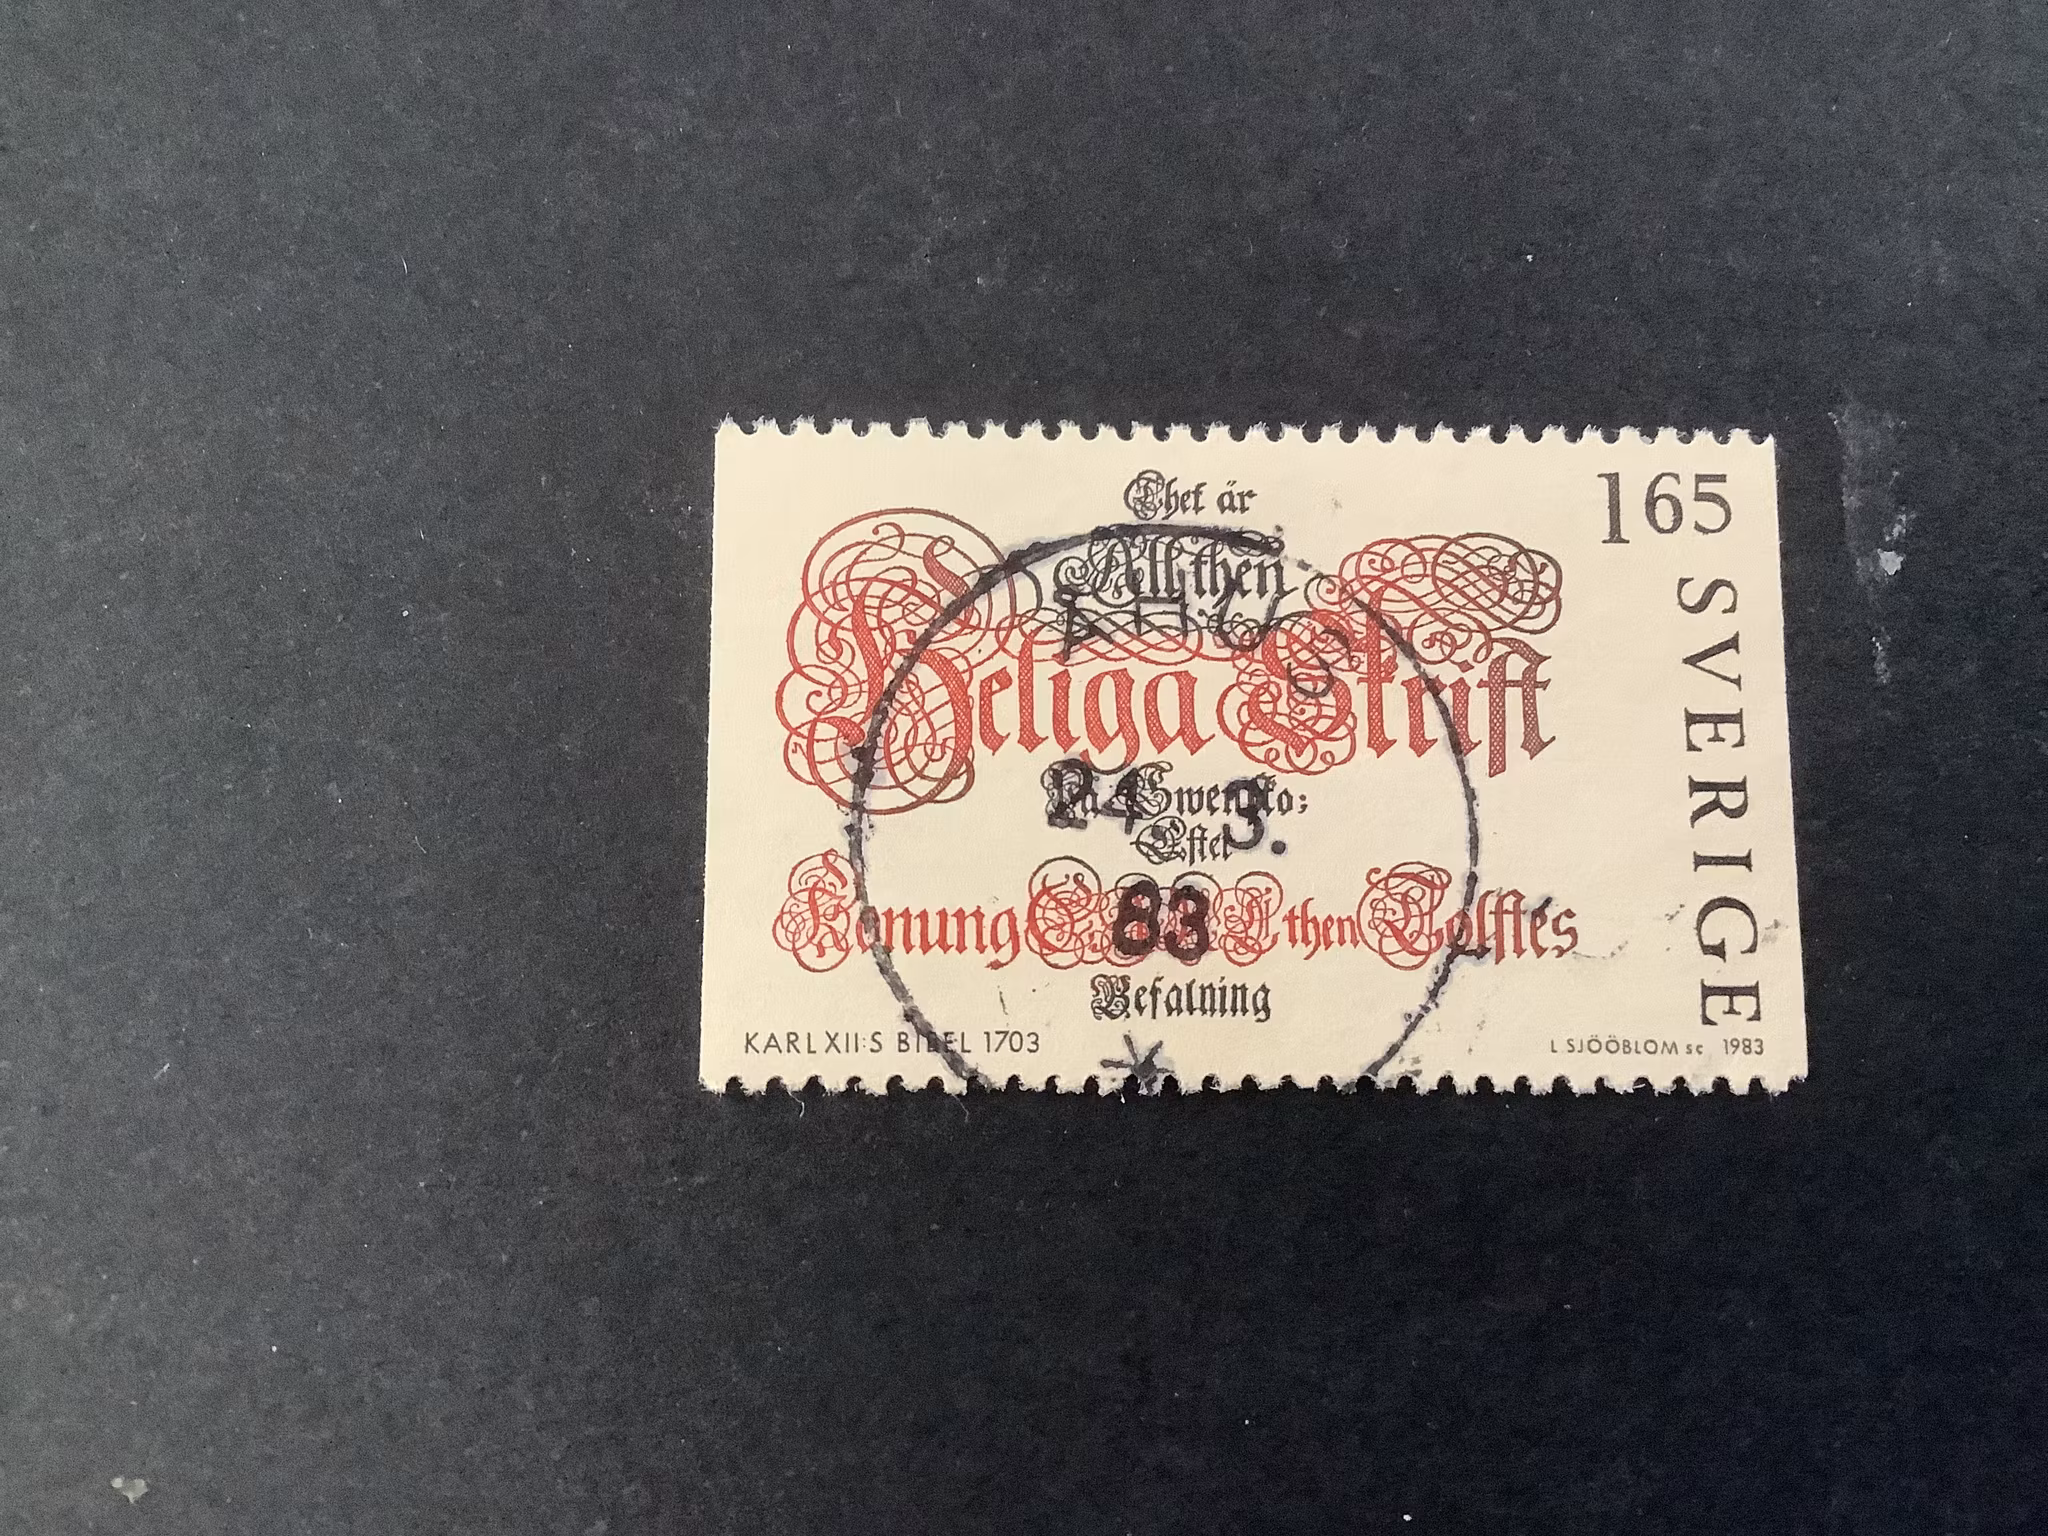 165
SVERIGE
Thet är
All then
Heliga Skrift
På Swensko;
Efter
Konung CARL then Tolftes
Befalning
KARL XII:S BIBEL 1703
L SJÖÖBLOM sc 1983
ÅHUS
24 3.
83